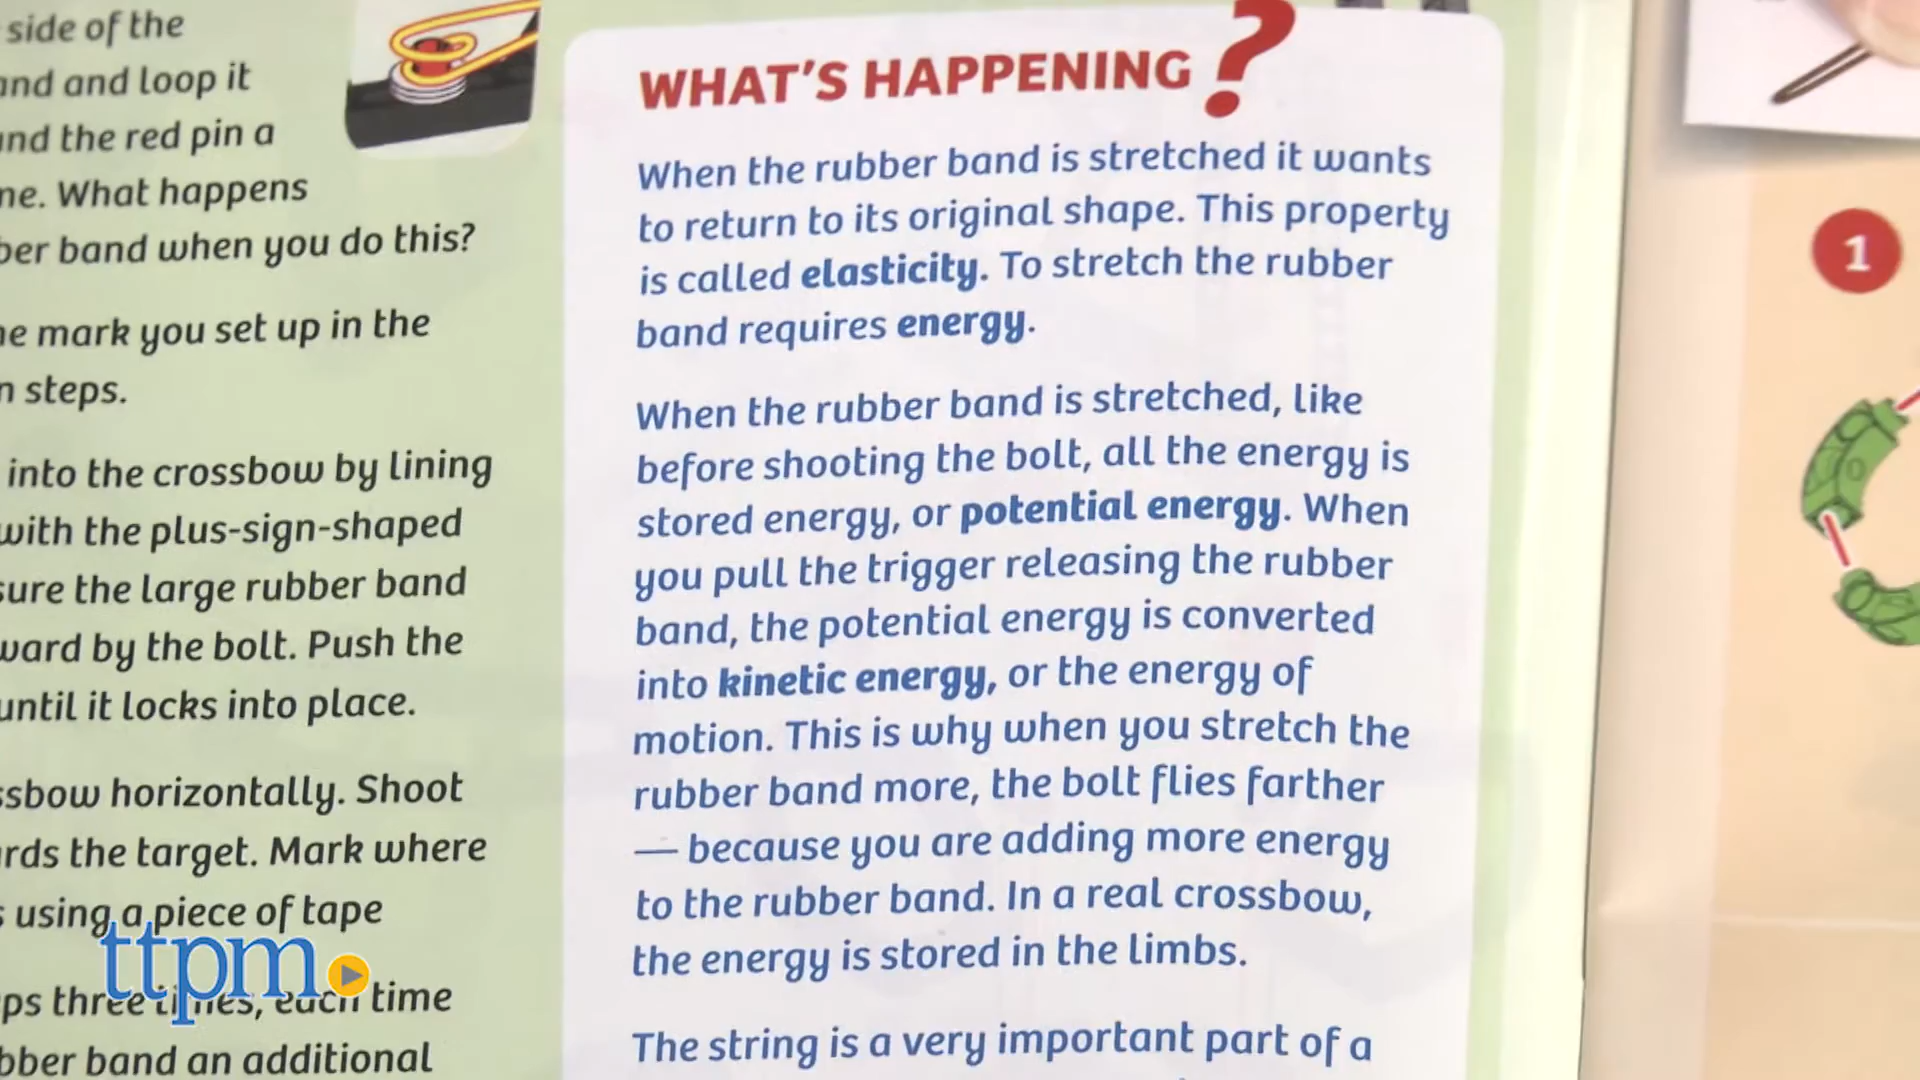 side of the
and and loop it
and the red pin a
me. What happens
ber band when you do this?
he mark you set up in the
n steps.
into the crossbow by lining
with the plus-sign-shaped
sure the large rubber band
ward by the bolt. Push the
until it locks into place.
ssbow horizontally. Shoot
rds the target. Mark where
s using a piece of tape
ps three times, each time
bber band an additional
WHAT'S HAPPENING?
When the rubber band is stretched it wants
to return to its original shape. This property
is called elasticity. To stretch the rubber
band requires energy.
When the rubber band is stretched, like
before shooting the bolt, all the energy is
stored energy, or potential energy. When
you pull the trigger releasing the rubber
band, the potential energy is converted
into kinetic energy, or the energy of
motion. This is why when you stretch the
rubber band more, the bolt flies farther
— because you are adding more energy
to the rubber band. In a real crossbow,
the energy is stored in the limbs.
The string is a very important part of a
1
ttpm